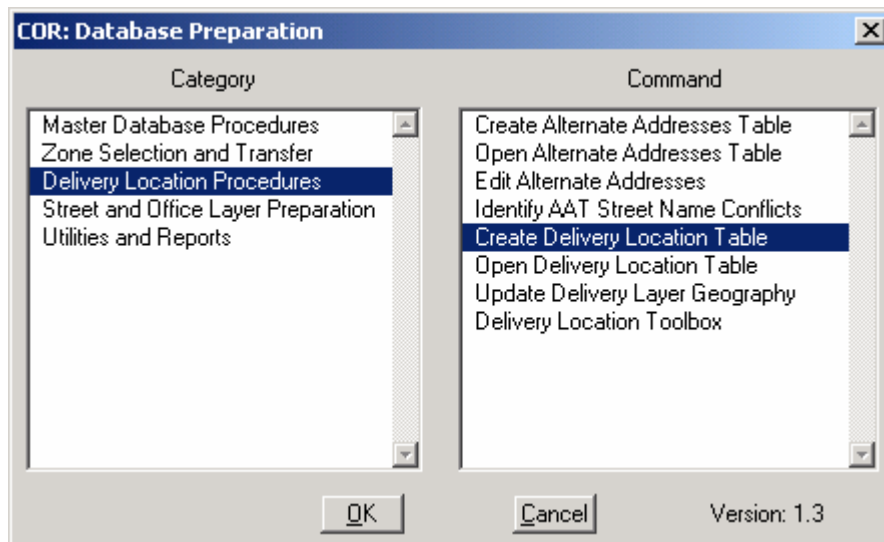 COR: Database Preparation
Category
Master Database Procedures
Zone Selection and Transfer
Delivery Location Procedures
Street and Office Layer Preparation
Utilities and Reports
Command
Create Alternate Addresses Table
Open Alternate Addresses Table
Edit Alternate Addresses
Identify AAT Street Name Conflicts
Create Delivery Location Table
Open Delivery Location Table
Update Delivery Layer Geography
Delivery Location Toolbox
OK
Cancel
Version: 1.3